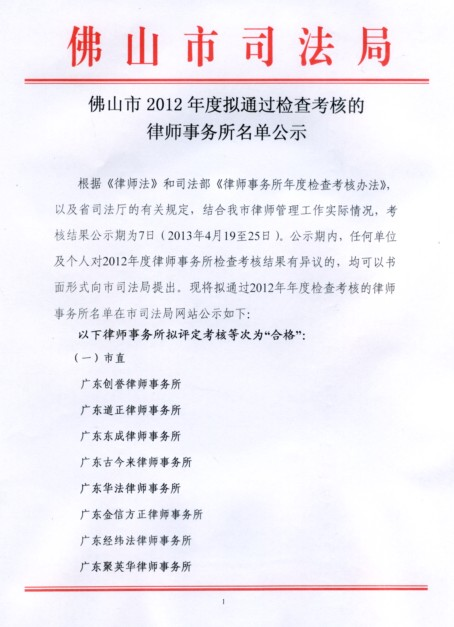 佛山市司法局
佛山市 2012 年度拟通过检查考核的
律师事务所名单公示
根据《律师法》和司法部《律师事务所年度检查考核办法》,
以及省司法厅的有关规定，结合我市律师管理工作实际情况，考
核结果公示期为7日（2013年4月19至25日）。公示期内，任何单位
及个人对2012年度律师事务所检查考核结果有异议的，均可以书
面形式向市司法局提出。现将拟通过2012年年度检查考核的律师
事务所名单在市司法局网站公示如下：
以下律师事务所拟评定考核等次为“合格”：
（一）市直
广东创誉律师事务所
广东道正律师事务所
广东东成律师事务所
广东古今来律师事务所
广东华法律师事务所
广东金信方正律师事务所
广东经纬法律师事务所
广东聚英华律师事务所
1